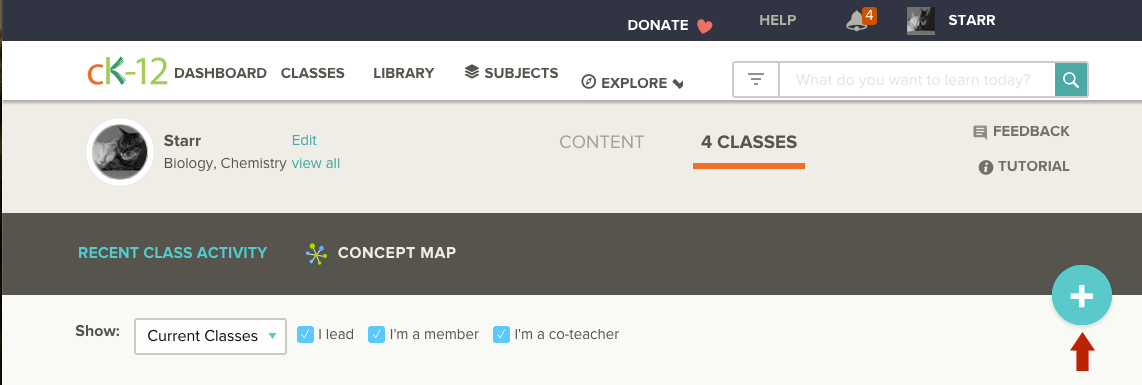 DONATE HELP 4 STARR
cK-12 DASHBOARD CLASSES LIBRARY SUBJECTS EXPLORE What do you want to learn today?
Starr Edit
Biology, Chemistry view all
CONTENT 4 CLASSES
FEEDBACK
TUTORIAL
RECENT CLASS ACTIVITY CONCEPT MAP
Show: Current Classes I lead I'm a member I'm a co-teacher